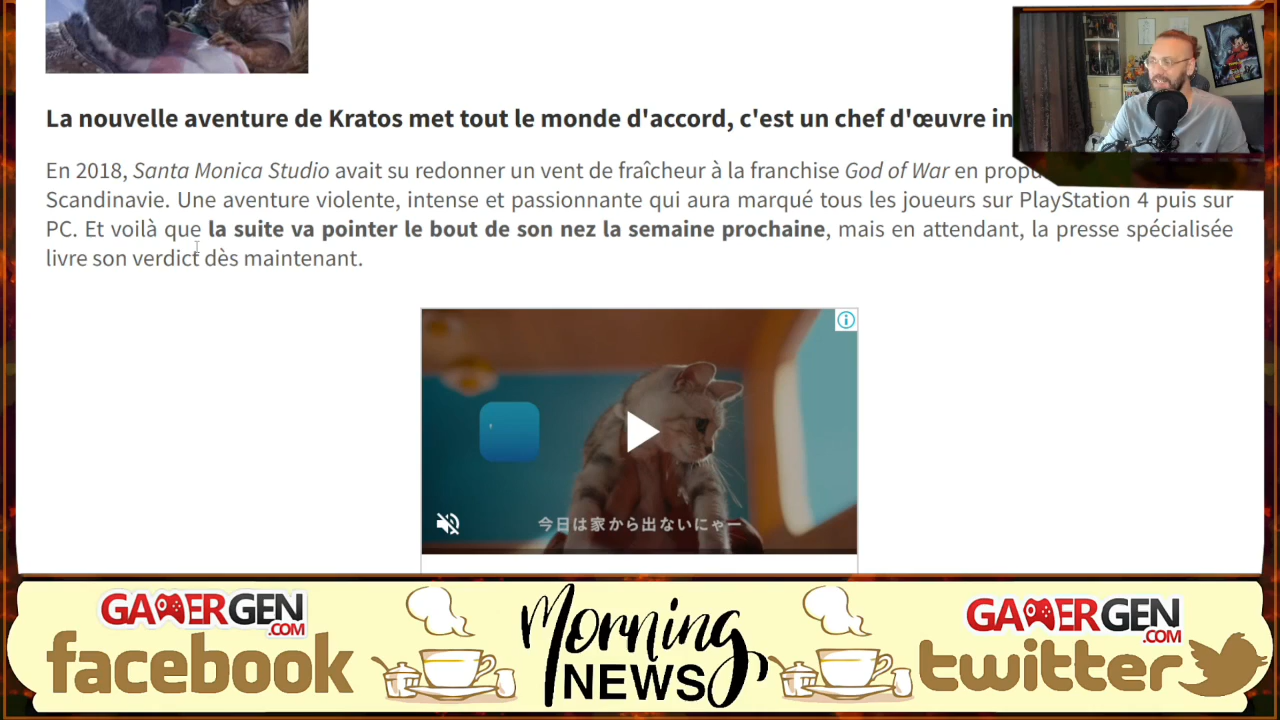 La nouvelle aventure de Kratos met tout le monde d'accord, c'est un chef d'œuvre in
En 2018, Santa Monica Studio avait su redonner un vent de fraîcheur à la franchise God of War en propu
Scandinavie. Une aventure violente, intense et passionnante qui aura marqué tous les joueurs sur PlayStation 4 puis sur
PC. Et voilà que la suite va pointer le bout de son nez la semaine prochaine, mais en attendant, la presse spécialisée
livre son verdict dès maintenant.
今日は家から出ないにゃー
GAMERGEN
.COM
facebook
Morning
NEWS
GAMERGEN
.COM
twitter